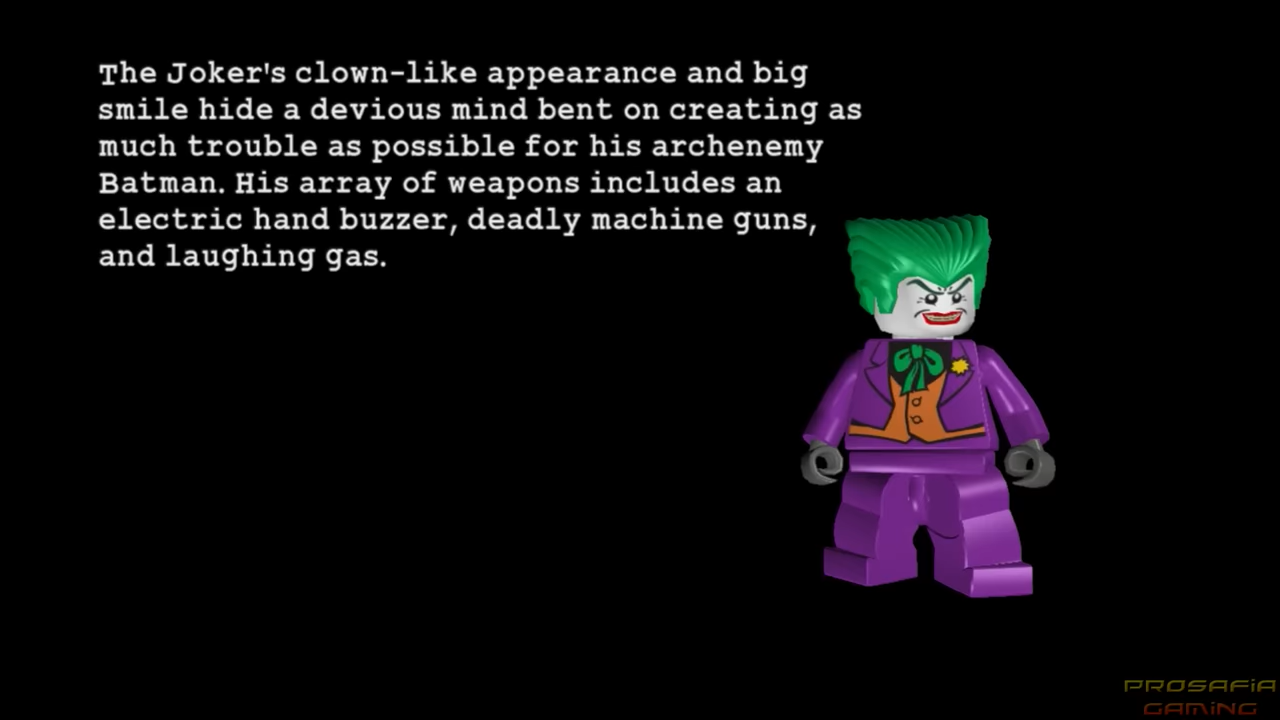 The Joker's clown-like appearance and big
smile hide a devious mind bent on creating as
much trouble as possible for his archenemy
Batman. His array of weapons includes an
electric hand buzzer, deadly machine guns,
and laughing gas.
PROSAFiA
GAMiNG